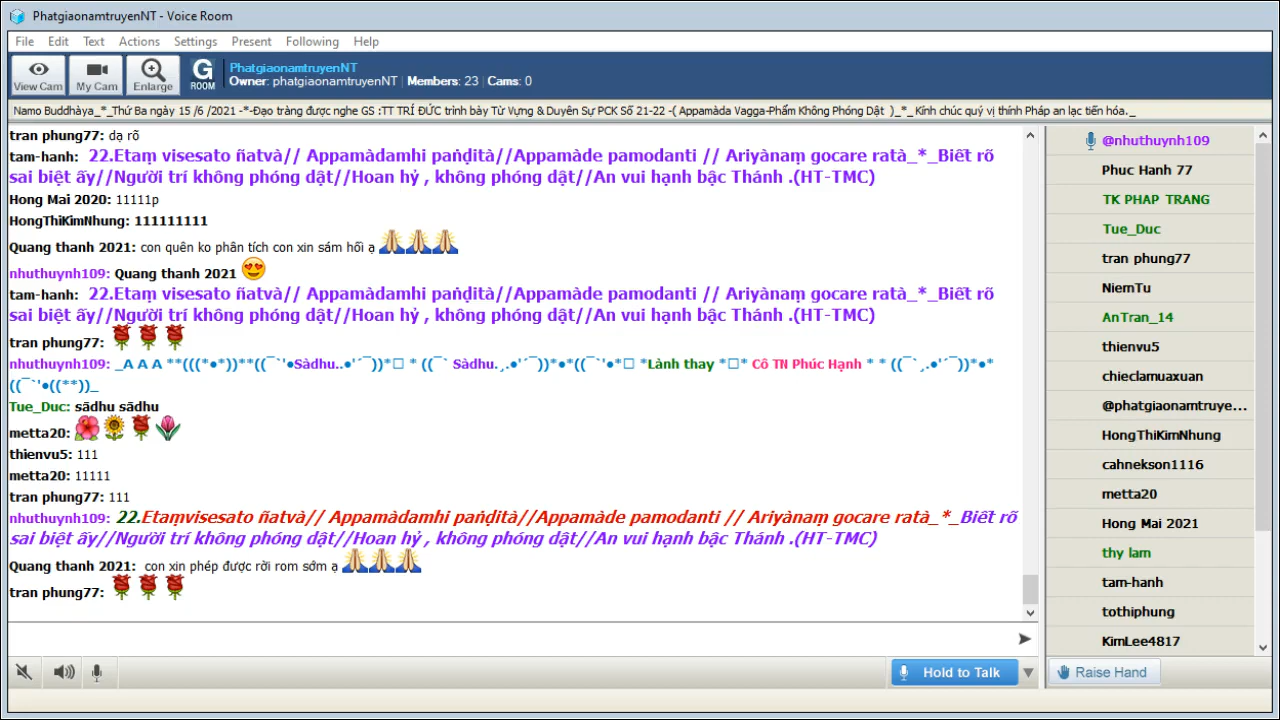 PhatgiaonamtruyenNT - Voice Room
File Edit Text Actions Settings Present Following Help
View Cam My Cam Enlarge G ROOM
PhatgiaonamtruyenNT
Owner: phatgiaonamtruyenNT | Members: 23 | Cams: 0
Namo Buddhàya_*_Thứ Ba ngày 15 /6 /2021 -*-Đạo tràng được nghe GS :TT TRÍ ĐỨC trình bày Từ Vựng & Duyên Sự PCK Số 21-22 -( Appamàda Vagga-Phẩm Không Phóng Dật )_*_ Kính chúc quý vị thính Pháp an lạc tiến hóa._
tran phung77: dạ rõ
tam-hanh: 22.Etaṃ visesato ñatvà// Appamàdamhi paṅḍità//Appamàde pamodanti // Ariyànaṃ gocare ratà_*_Biết rõ
sai biệt ấy//Người trí không phóng dật//Hoan hỷ , không phóng dật//An vui hạnh bậc Thánh .(HT-TMC)
Hong Mai 2020: 11111p
HongThiKimNhung: 111111111
Quang thanh 2021: con quên ko phân tích con xin sám hối ạ
nhuthuynh109: Quang thanh 2021
tam-hanh: 22.Etaṃ visesato ñatvà// Appamàdamhi paṅḍità//Appamàde pamodanti // Ariyànaṃ gocare ratà_*_Biết rõ
sai biệt ấy//Người trí không phóng dật//Hoan hỷ , không phóng dật//An vui hạnh bậc Thánh .(HT-TMC)
tran phung77:
nhuthuynh109: _A A A **(((*•*))**((¯`'•Sàdhu..•'´¯))*□ * ((¯` Sàdhu.¸.•'´¯))*•*((¯`'•*□ *Lành thay *□* Cô TN Phúc Hạnh * * ((¯`¸.•'´¯))*•*
((¯`'•((**))_
Tue_Duc: sādhu sādhu
metta20:
thienvu5: 111
metta20: 11111
tran phung77: 111
nhuthuynh109: 22.Etaṃvisesato ñatvà// Appamàdamhi paṅḍità//Appamàde pamodanti // Ariyànaṃ gocare ratà_*_Biết rõ
sai biệt ấy//Người trí không phóng dật//Hoan hỷ , không phóng dật//An vui hạnh bậc Thánh .(HT-TMC)
Quang thanh 2021: con xin phép được rời rom sớm ạ
tran phung77:
Hold to Talk
@nhuthuynh109
Phuc Hanh 77
TK PHAP TRANG
Tue_Duc
tran phung77
NiemTu
AnTran_14
thienvu5
chieclamuaxuan
@phatgiaonamtruye...
HongThiKimNhung
cahnekson1116
metta20
Hong Mai 2021
thy lam
tam-hanh
tothiphung
KimLee4817
Raise Hand